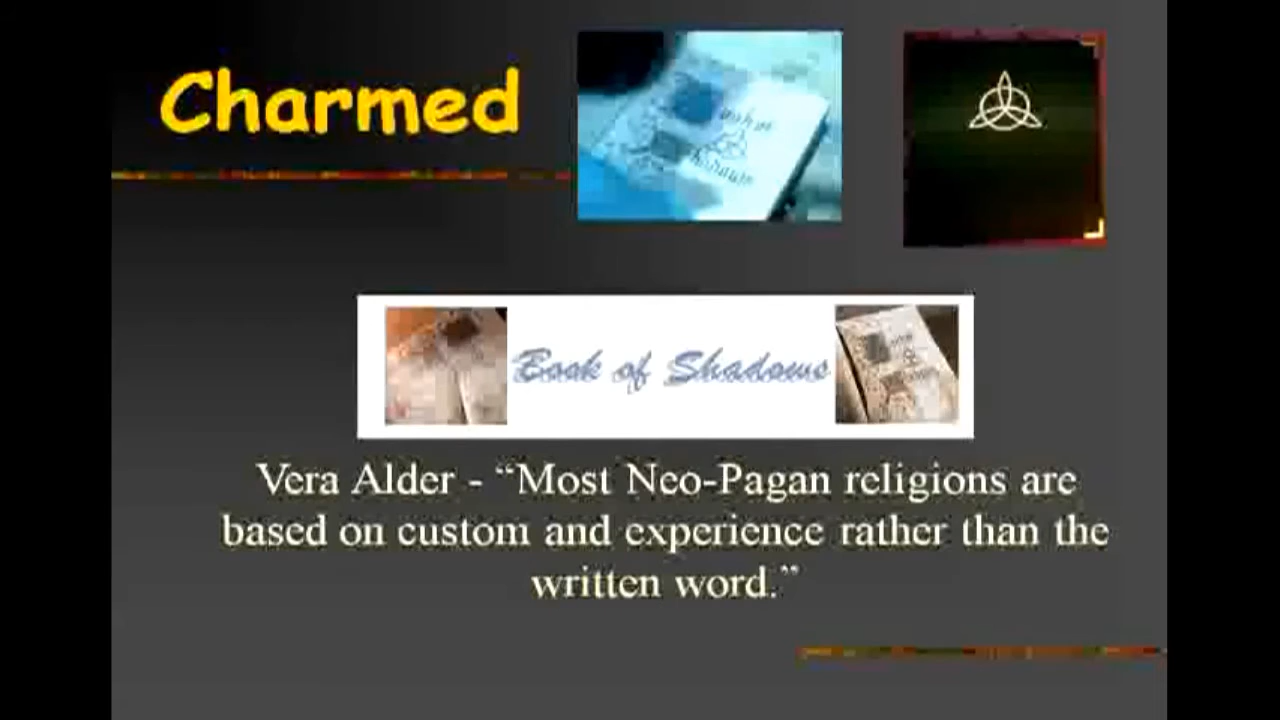 Charmed
Book of Shadows
Vera Alder - “Most Neo-Pagan religions are
based on custom and experience rather than the
written word.”